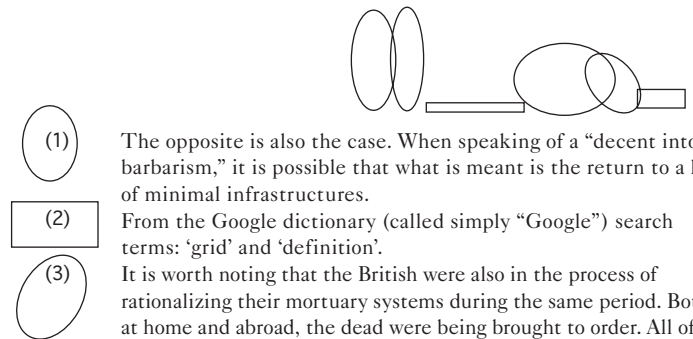 (1) The opposite is also the case. When speaking of a “decent into
barbarism,” it is possible that what is meant is the return to a
of minimal infrastructures.
(2) From the Google dictionary (called simply “Google”) search
terms: ‘grid’ and ‘definition’.
(3) It is worth noting that the British were also in the process of
rationalizing their mortuary systems during the same period.
at home and abroad, the dead were being brought to order. All of